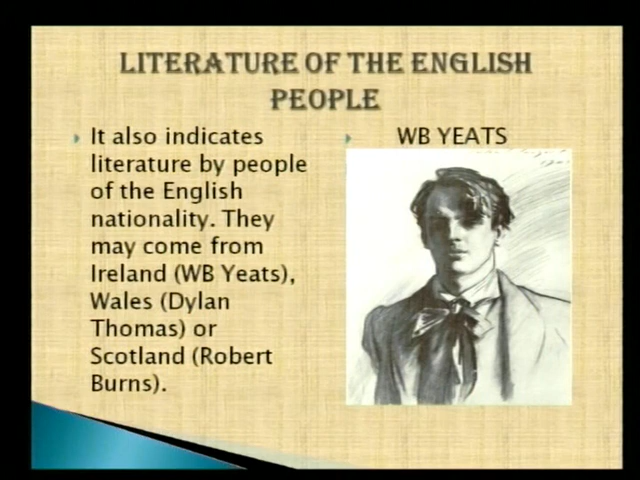 LITERATURE OF THE ENGLISH
PEOPLE
It also indicates
literature by people
of the English
nationality. They
may come from
Ireland (WB Yeats),
Wales (Dylan
Thomas) or
Scotland (Robert
Burns).
WB YEATS